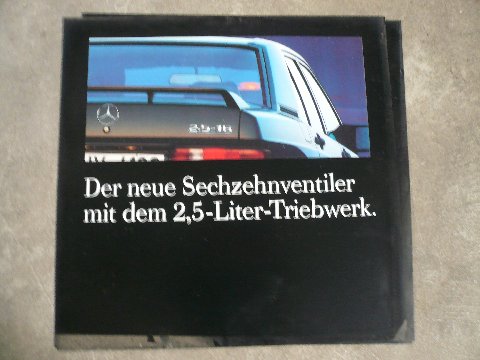 2.5-16
Der neue Sechzehnventiler
mit dem 2,5-Liter-Triebwerk.